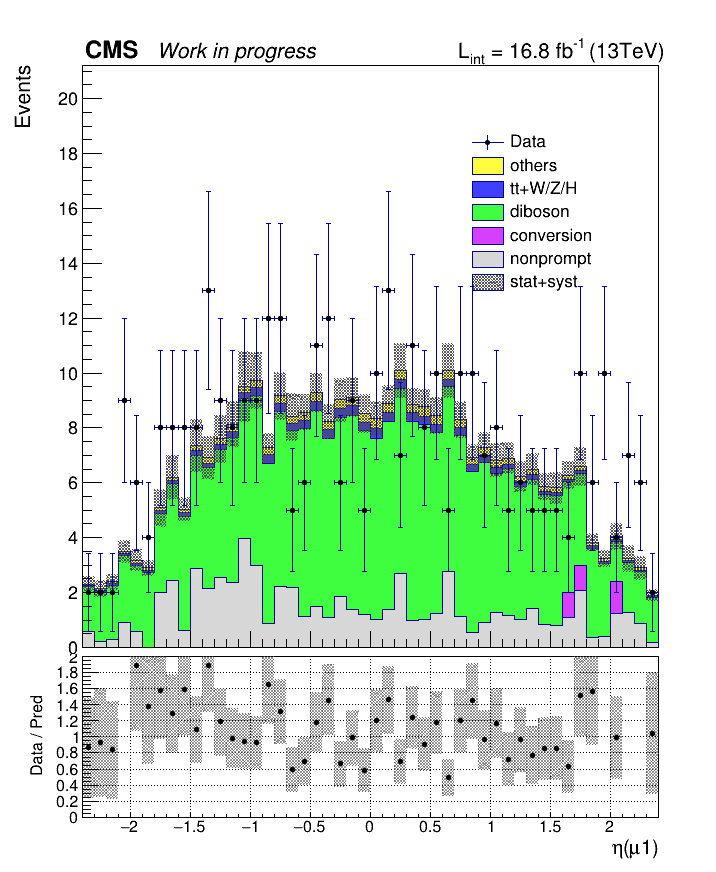 CMS Work in progress L_int = 16.8 fb^-1 (13TeV)
Events
20
18
16
14
12
10
8
6
4
2
0
Data
others
tt+W/Z/H
diboson
conversion
nonprompt
stat+syst
Data / Pred
2
1.8
1.6
1.4
1.2
1
0.8
0.6
0.4
0.2
0
−2 −1.5 −1 −0.5 0 0.5 1 1.5 2
η(μ1)